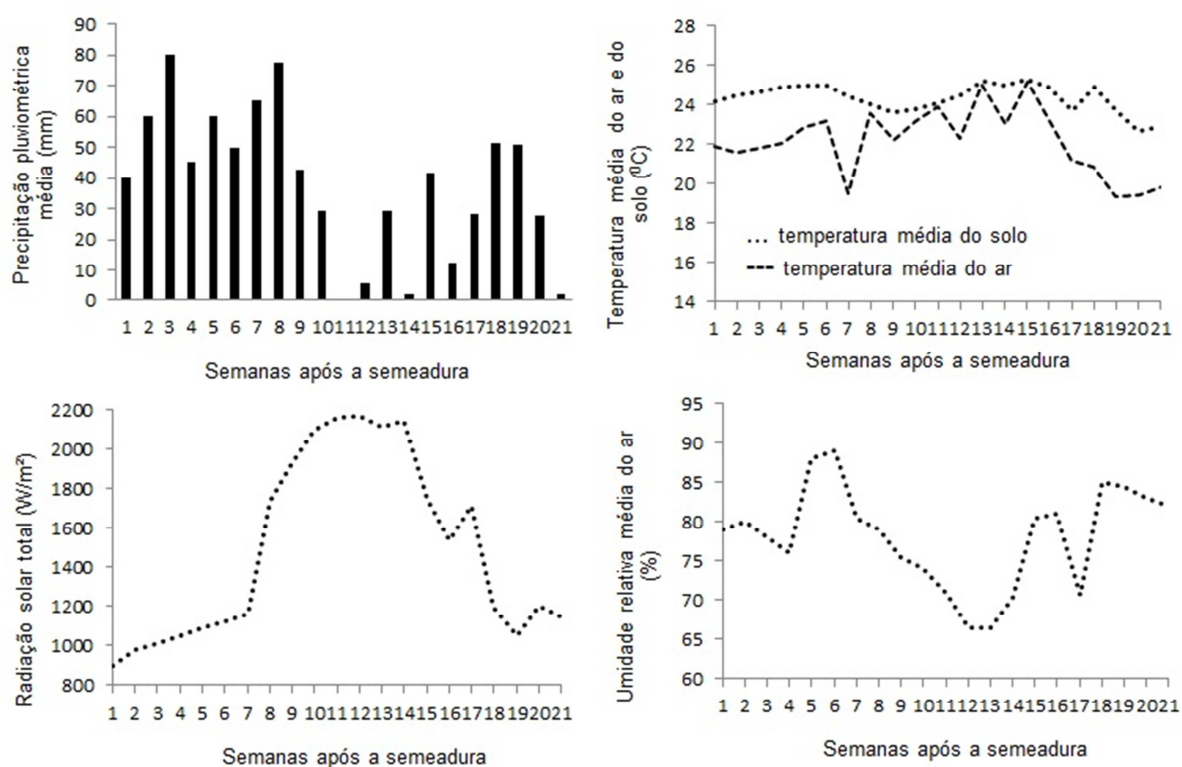 Precipitação pluviométrica
média (mm)
90
80
70
60
50
40
30
20
10
0
1 2 3 4 5 6 7 8 9 10 11 12 13 14 15 16 17 18 19 20 21
Semanas após a semeadura
Temperatura média do ar e do
solo (⁰C)
28
26
24
22
20
18
16
14
... temperatura média do solo
--- temperatura média do ar
1 2 3 4 5 6 7 8 9 10 11 12 13 14 15 16 17 18 19 20 21
Semanas após a semeadura
Radiação solar total (W/m²)
2200
2000
1800
1600
1400
1200
1000
800
1 2 3 4 5 6 7 8 9 10 11 12 13 14 15 16 17 18 19 20 21
Semanas após a semeadura
Umidade relativa média do ar
(%)
95
90
85
80
75
70
65
60
1 2 3 4 5 6 7 8 9 10 11 12 13 14 15 16 17 18 19 20 21
Semanas após a semeadura